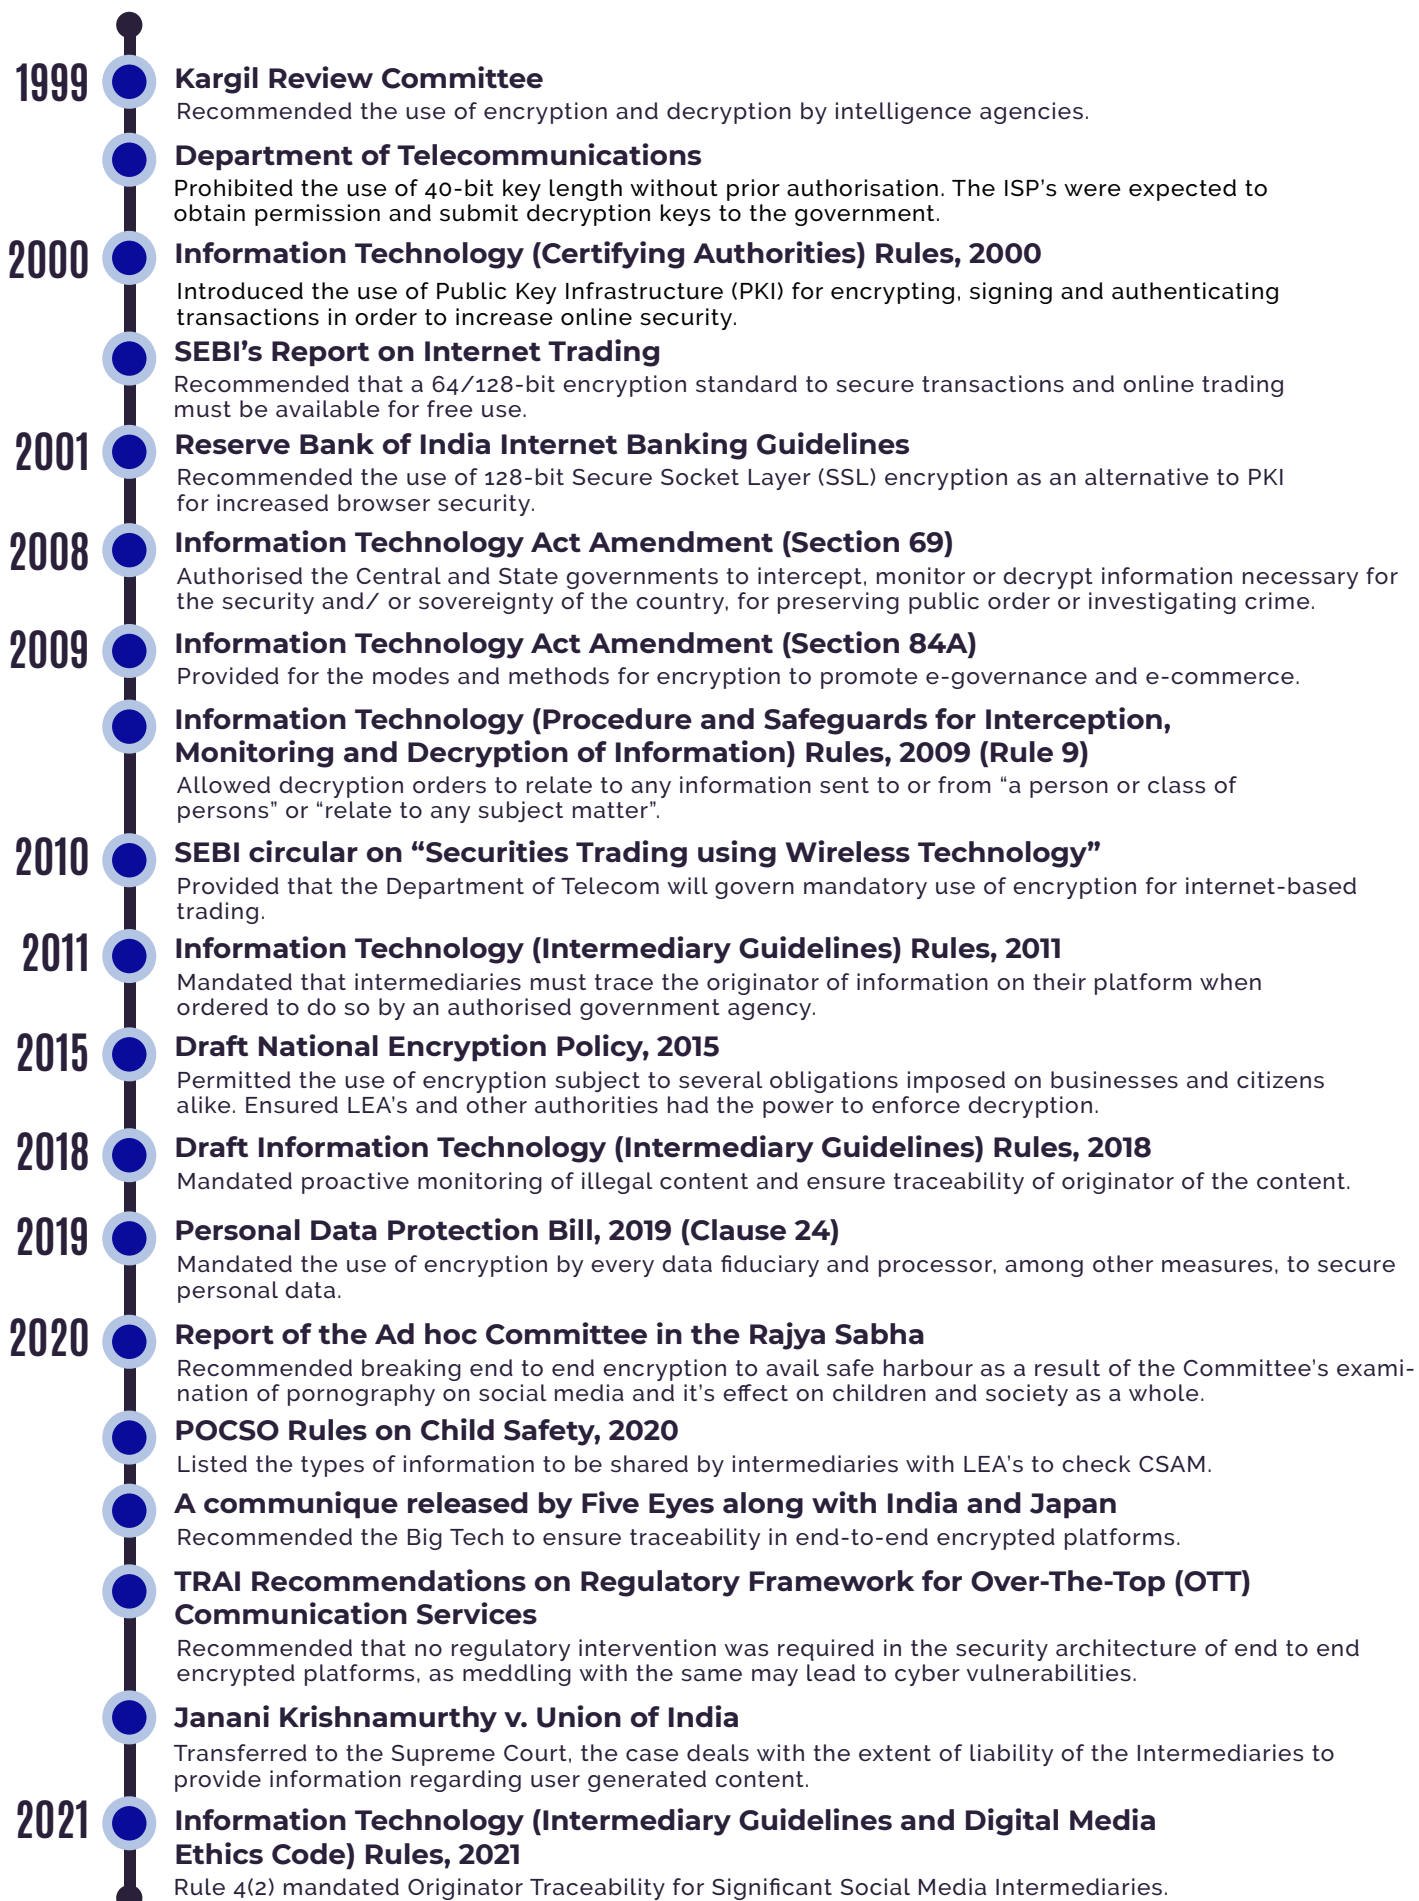 1999
Kargil Review Committee
Recommended the use of encryption and decryption by intelligence agencies.
Department of Telecommunications
Prohibited the use of 40-bit key length without prior authorisation. The ISP’s were expected to
obtain permission and submit decryption keys to the government.
2000
Information Technology (Certifying Authorities) Rules, 2000
Introduced the use of Public Key Infrastructure (PKI) for encrypting, signing and authenticating
transactions in order to increase online security.
SEBI’s Report on Internet Trading
Recommended that a 64/128-bit encryption standard to secure transactions and online trading
must be available for free use.
2001
Reserve Bank of India Internet Banking Guidelines
Recommended the use of 128-bit Secure Socket Layer (SSL) encryption as an alternative to PKI
for increased browser security.
2008
Information Technology Act Amendment (Section 69)
Authorised the Central and State governments to intercept, monitor or decrypt information necessary for
the security and/ or sovereignty of the country, for preserving public order or investigating crime.
2009
Information Technology Act Amendment (Section 84A)
Provided for the modes and methods for encryption to promote e-governance and e-commerce.
Information Technology (Procedure and Safeguards for Interception,
Monitoring and Decryption of Information) Rules, 2009 (Rule 9)
Allowed decryption orders to relate to any information sent to or from “a person or class of
persons” or “relate to any subject matter”.
2010
SEBI circular on “Securities Trading using Wireless Technology”
Provided that the Department of Telecom will govern mandatory use of encryption for internet-based
trading.
2011
Information Technology (Intermediary Guidelines) Rules, 2011
Mandated that intermediaries must trace the originator of information on their platform when
ordered to do so by an authorised government agency.
2015
Draft National Encryption Policy, 2015
Permitted the use of encryption subject to several obligations imposed on businesses and citizens
alike. Ensured LEA’s and other authorities had the power to enforce decryption.
2018
Draft Information Technology (Intermediary Guidelines) Rules, 2018
Mandated proactive monitoring of illegal content and ensure traceability of originator of the content.
2019
Personal Data Protection Bill, 2019 (Clause 24)
Mandated the use of encryption by every data fiduciary and processor, among other measures, to secure
personal data.
2020
Report of the Ad hoc Committee in the Rajya Sabha
Recommended breaking end to end encryption to avail safe harbour as a result of the Committee’s exami-
nation of pornography on social media and it’s effect on children and society as a whole.
POCSO Rules on Child Safety, 2020
Listed the types of information to be shared by intermediaries with LEA’s to check CSAM.
A communique released by Five Eyes along with India and Japan
Recommended the Big Tech to ensure traceability in end-to-end encrypted platforms.
TRAI Recommendations on Regulatory Framework for Over-The-Top (OTT)
Communication Services
Recommended that no regulatory intervention was required in the security architecture of end to end
encrypted platforms, as meddling with the same may lead to cyber vulnerabilities.
Janani Krishnamurthy v. Union of India
Transferred to the Supreme Court, the case deals with the extent of liability of the Intermediaries to
provide information regarding user generated content.
2021
Information Technology (Intermediary Guidelines and Digital Media
Ethics Code) Rules, 2021
Rule 4(2) mandated Originator Traceability for Significant Social Media Intermediaries.